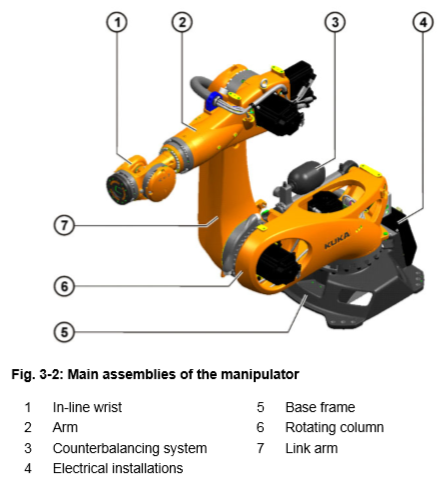 1
2
3
4
KUKA
7
6
5
Fig. 3-2: Main assemblies of the manipulator
1 In-line wrist 5 Base frame
2 Arm 6 Rotating column
3 Counterbalancing system 7 Link arm
4 Electrical installations